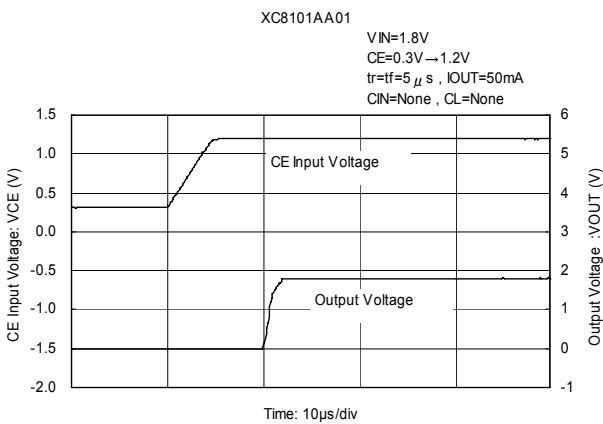 XC8101AA01
VIN=1.8V
CE=0.3V→1.2V
tr=tf=5μs , IOUT=50mA
CIN=None , CL=None
1.5
1.0
0.5
0.0
-0.5
-1.0
-1.5
-2.0
CE Input Voltage: VCE (V)
CE Input Voltage
Output Voltage
6
5
4
3
2
1
0
-1
Output Voltage :VOUT (V)
Time: 10μs/div